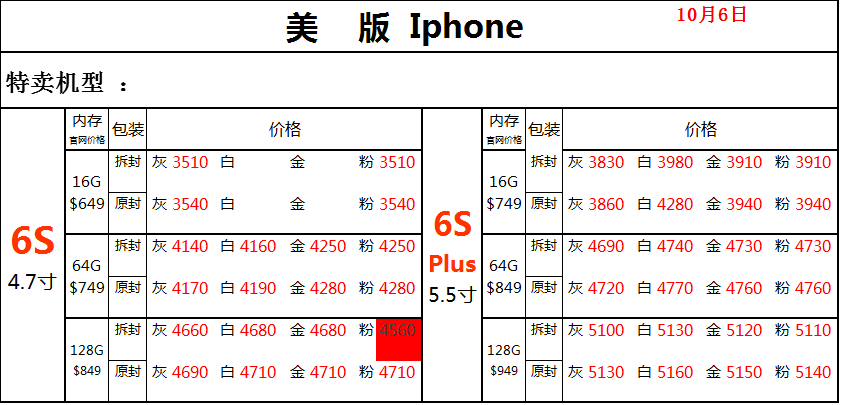 美 版 Iphone
10月6日
特卖机型 ：
6S
4.7寸
内存
官网价格
包装
价格
16G
$649
拆封 灰 3510 白 金 粉 3510
原封 灰 3540 白 金 粉 3540
64G
$749
拆封 灰 4140 白 4160 金 4250 粉 4250
原封 灰 4170 白 4190 金 4280 粉 4280
128G
$849
拆封 灰 4660 白 4680 金 4680 粉 4560
原封 灰 4690 白 4710 金 4710 粉 4710
6S
Plus
5.5寸
内存
官网价格
包装
价格
16G
$749
拆封 灰 3830 白 3980 金 3910 粉 3910
原封 灰 3860 白 4280 金 3940 粉 3940
64G
$849
拆封 灰 4690 白 4740 金 4730 粉 4730
原封 灰 4720 白 4770 金 4760 粉 4760
128G
$949
拆封 灰 5100 白 5130 金 5120 粉 5110
原封 灰 5130 白 5160 金 5150 粉 5140